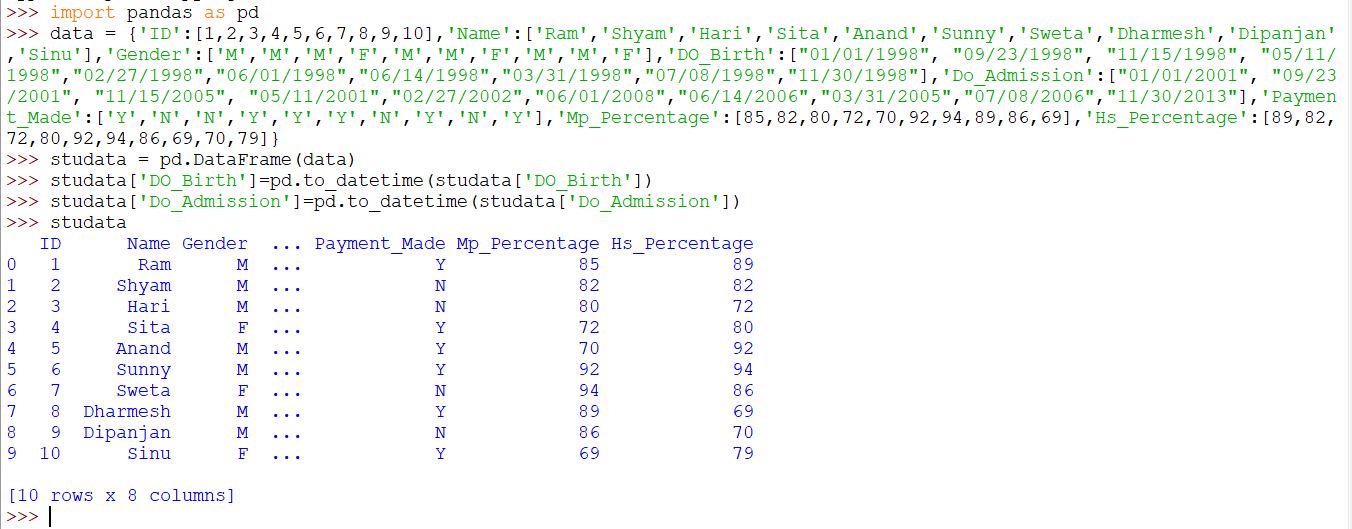 >>> import pandas as pd
>>> data = {'ID':[1,2,3,4,5,6,7,8,9,10],'Name':['Ram','Shyam','Hari','Sita','Anand','Sunny','Sweta','Dharmesh','Dipanjan'
,'Sinu'],'Gender':['M','M','M','F','M','M','F','M','M','F'],'DO_Birth':["01/01/1998", "09/23/1998", "11/15/1998", "05/11/
1998","02/27/1998","06/01/1998","06/14/1998","03/31/1998","07/08/1998","11/30/1998"],'Do_Admission':["01/01/2001", "09/23
/2001", "11/15/2005", "05/11/2001","02/27/2002","06/01/2008","06/14/2006","03/31/2005","07/08/2006","11/30/2013"],'Paymen
t_Made':['Y','N','N','Y','Y','Y','N','Y','N','Y'],'Mp_Percentage':[85,82,80,72,70,92,94,89,86,69],'Hs_Percentage':[89,82,
72,80,92,94,86,69,70,79]}
>>> studata = pd.DataFrame(data)
>>> studata['DO_Birth']=pd.to_datetime(studata['DO_Birth'])
>>> studata['Do_Admission']=pd.to_datetime(studata['Do_Admission'])
>>> studata
   ID      Name Gender  ... Payment_Made Mp_Percentage Hs_Percentage
0   1       Ram      M  ...            Y            85            89
1   2     Shyam      M  ...            N            82            82
2   3      Hari      M  ...            N            80            72
3   4      Sita      F  ...            Y            72            80
4   5     Anand      M  ...            Y            70            92
5   6     Sunny      M  ...            Y            92            94
6   7     Sweta      F  ...            N            94            86
7   8  Dharmesh      M  ...            Y            89            69
8   9  Dipanjan      M  ...            N            86            70
9  10      Sinu      F  ...            Y            69            79
[10 rows x 8 columns]
>>>